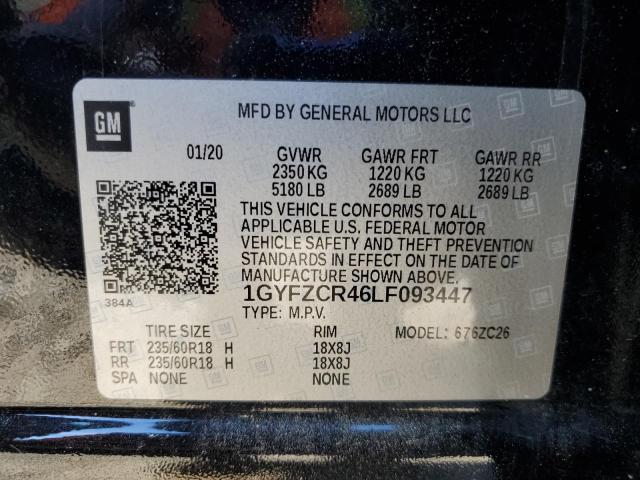 GM
MFD BY GENERAL MOTORS LLC
01/20 GVWR GAWR FRT GAWR RR
2350 KG 1220 KG 1220 KG
5180 LB 2689 LB 2689 LB
THIS VEHICLE CONFORMS TO ALL
APPLICABLE U.S. FEDERAL MOTOR
VEHICLE SAFETY AND THEFT PREVENTION
STANDARDS IN EFFECT ON THE DATE OF
MANUFACTURE SHOWN ABOVE.
384A
1GYFZCR46LF093447
TYPE: M.P.V.
TIRE SIZE RIM MODEL: 676ZC26
FRT 235/60R18 H 18X8J
RR 235/60R18 H 18X8J
SPA NONE NONE